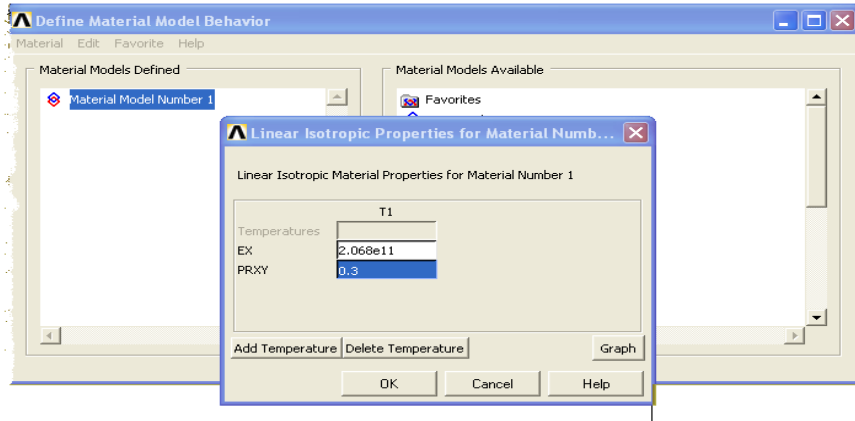 Define Material Model Behavior
Material Edit Favorite Help
Material Models Defined
Material Models Available
Material Model Number 1
Favorites
Linear Isotropic Properties for Material Numb...
Linear Isotropic Material Properties for Material Number 1
T1
Temperatures
EX 2.068e11
PRXY 0.3
Add Temperature Delete Temperature Graph
OK Cancel Help